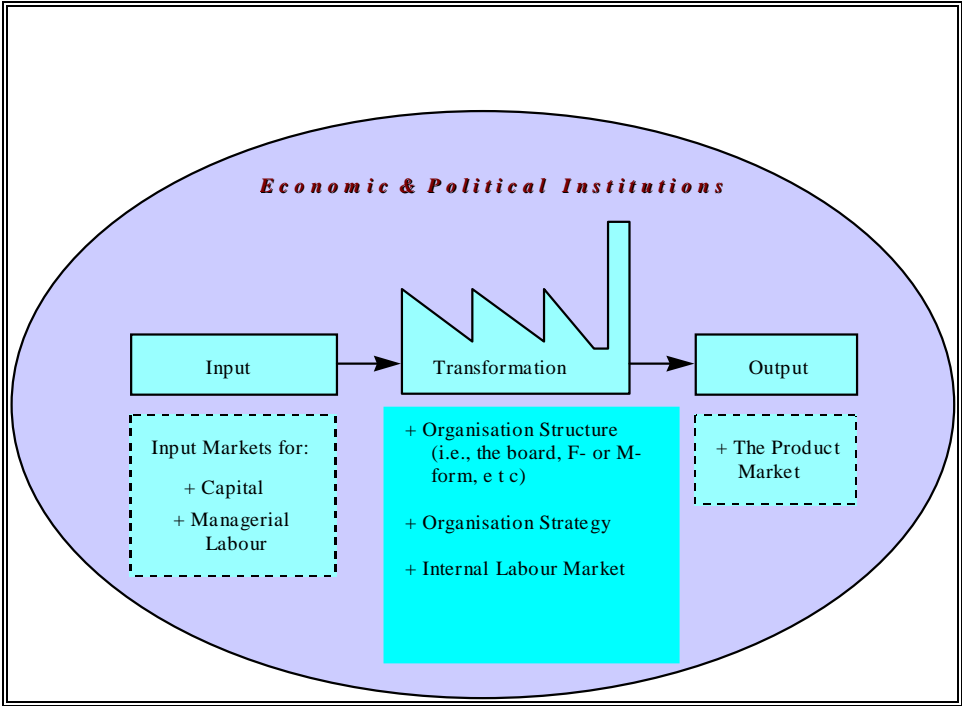 Economic & Political Institutions
Input
Transformation
Output
Input Markets for:
+ Capital
+ Managerial
Labour
+ Organisation Structure
(i.e., the board, F- or M-
form, e t c)
+ Organisation Strategy
+ Internal Labour Market
+ The Product
Market